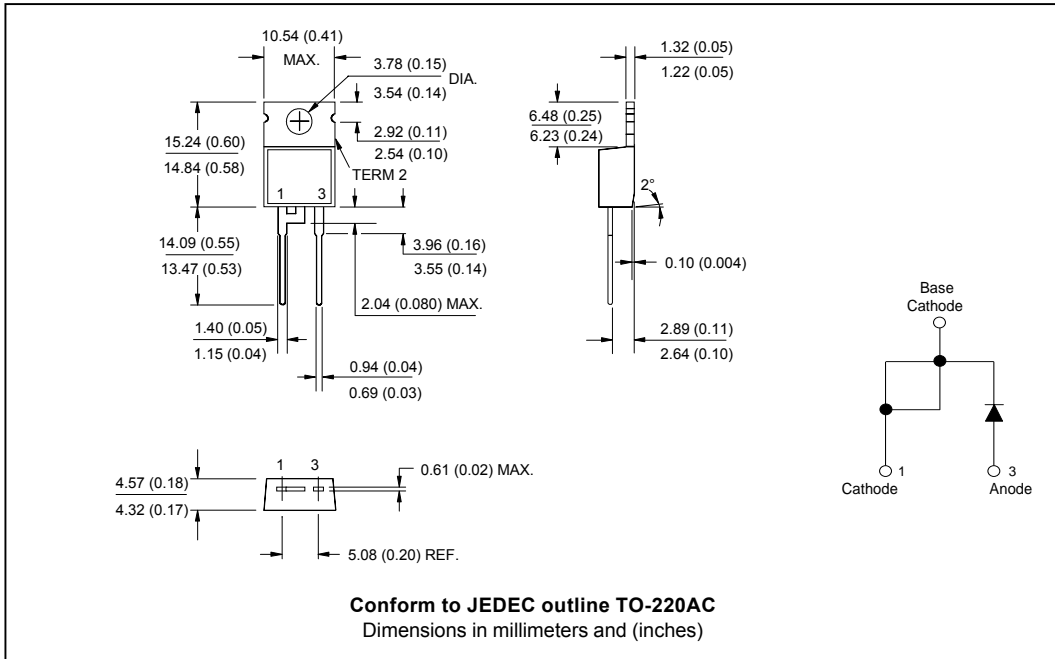 10.54 (0.41)
MAX.
3.78 (0.15)
3.54 (0.14)
DIA.
15.24 (0.60)
14.84 (0.58)
2.92 (0.11)
2.54 (0.10)
TERM 2
1 3
14.09 (0.55)
13.47 (0.53)
3.96 (0.16)
3.55 (0.14)
2.04 (0.080) MAX.
1.40 (0.05)
1.15 (0.04)
0.94 (0.04)
0.69 (0.03)
1.32 (0.05)
1.22 (0.05)
6.48 (0.25)
6.23 (0.24)
2°
0.10 (0.004)
2.89 (0.11)
2.64 (0.10)
Base
Cathode
1
Cathode
3
Anode
1 3
0.61 (0.02) MAX.
4.57 (0.18)
4.32 (0.17)
5.08 (0.20) REF.
Conform to JEDEC outline TO-220AC
Dimensions in millimeters and (inches)